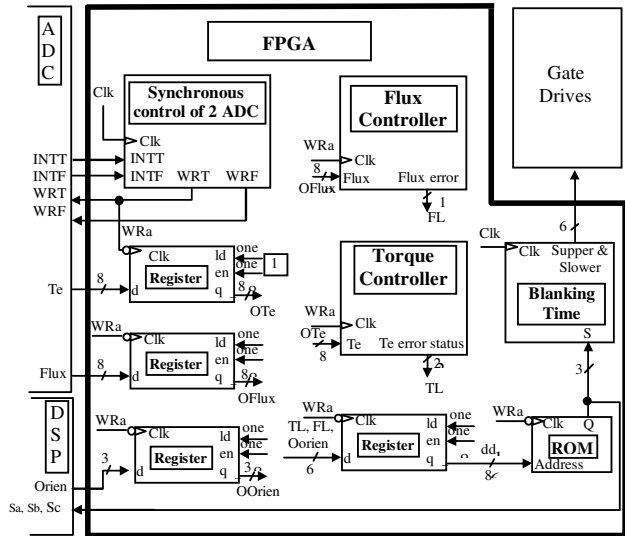 ADC
FPGA
Gate
Drives
Clk
Synchronous
control of 2 ADC
Clk
INTT
INTF
WRT WRF
INTT
INTF
WRT
WRF
Flux
Controller
WRa
Clk
8
OFlux
Flux
Flux error
1
FL
WRa
Clk
ld
en
one
one
1
Register
Te
8
d
q
8
OTe
Torque
Controller
WRa
Clk
OTe
8
Te
Te error status
2
TL
6
Clk
Clk
Supper &
Slower
Blanking
Time
S
3
WRa
Clk
ld
en
one
one
Register
Flux
8
d
q
8
OFlux
DSP
WRa
Clk
ld
en
one
one
Register
Orien
3
d
q
3
OOrien
WRa
TL, FL,
Oorien
6
Clk
ld
en
one
one
Register
d
q
dd
8
WRa
Clk
Q
ROM
Address
Sa, Sb, Sc